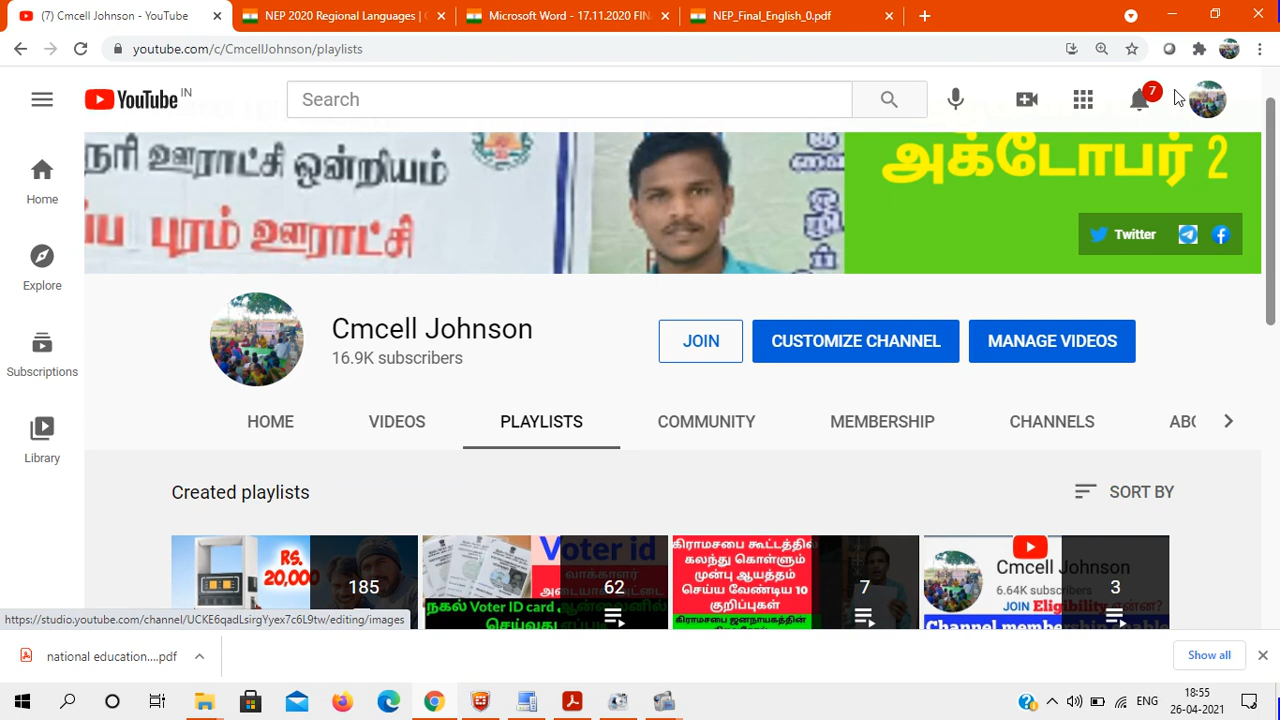 (7) Cmcell Johnson - YouTube
NEP 2020 Regional Languages |
Microsoft Word - 17.11.2020 FIN
NEP_Final_English_0.pdf
youtube.com/c/CmcellJohnson/playlists
YouTube IN
Search
7
நரி ஊராட்சி ஒன்றியம்
புரம் ஊராட்சி
அக்டோபர் 2
Twitter
Cmcell Johnson
16.9K subscribers
JOIN
CUSTOMIZE CHANNEL
MANAGE VIDEOS
Home
Explore
Subscriptions
Library
HOME
VIDEOS
PLAYLISTS
COMMUNITY
MEMBERSHIP
CHANNELS
ABO
Created playlists
SORT BY
RS.
20,000
185
Voter id
62
நகல் Voter ID card
செய்வது
கிராமசபை கூட்டத்தில்
கலந்து கொள்ளும்
முன்பு ஆயத்தம்
செய்ய வேண்டிய 10
குறிப்புகள்
கிராமசபை ஜனநாயகத்தின்
7
Cmcell Johnson
6.64K subscribers
3
JOIN Eligibility என்ன?
Channel membership enable
https://studio.youtube.com/channel/UCKE6qadLsirgYyex7c6L9tw/editing/images
national education....pdf
Show all
ENG
18:55
26-04-2021